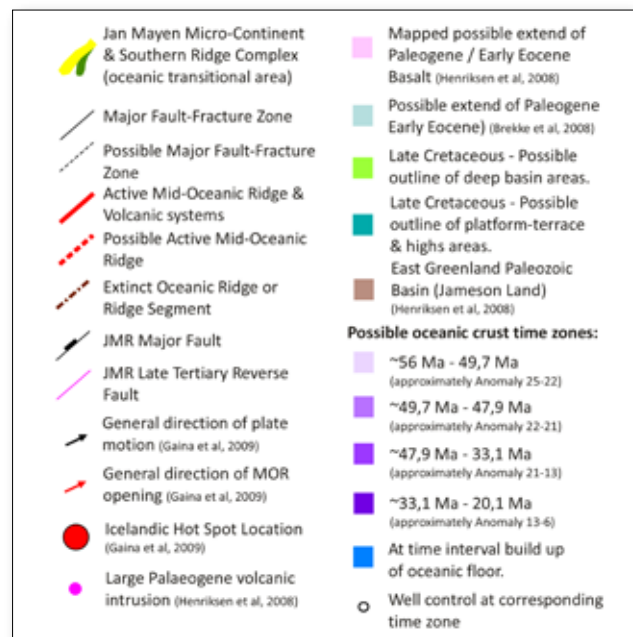 Jan Mayen Micro-Continent
& Southern Ridge Complex
(oceanic transitional area)
Major Fault-Fracture Zone
Possible Major Fault-Fracture
Zone
Active Mid-Oceanic Ridge &
Volcanic systems
Possible Active Mid-Oceanic
Ridge
Extinct Oceanic Ridge or
Ridge Segment
JMR Major Fault
JMR Late Tertiary Reverse
Fault
General direction of plate
motion (Gaina et al, 2009)
General direction of MOR
opening (Gaina et al, 2009)
Icelandic Hot Spot Location
(Gaina et al, 2009)
Large Palaeogene volcanic
intrusion (Henriksen et al, 2008)
Mapped possible extend of
Paleogene / Early Eocene
Basalt (Henriksen et al, 2008)
Possible extend of Paleogene
Early Eocene) (Brekke et al, 2008)
Late Cretaceous - Possible
outline of deep basin areas.
Late Cretaceous - Possible
outline of platform-terrace
& highs areas.
East Greenland Paleozoic
Basin (Jameson Land)
(Henriksen et al, 2008)
Possible oceanic crust time zones:
~56 Ma - 49,7 Ma
(approximately Anomaly 25-22)
~49,7 Ma - 47,9 Ma
(approximately Anomaly 22-21)
~47,9 Ma - 33,1 Ma
(approximately Anomaly 21-13)
~33,1 Ma - 20,1 Ma
(approximately Anomaly 13-6)
At time interval build up
of oceanic floor.
Well control at corresponding
time zone